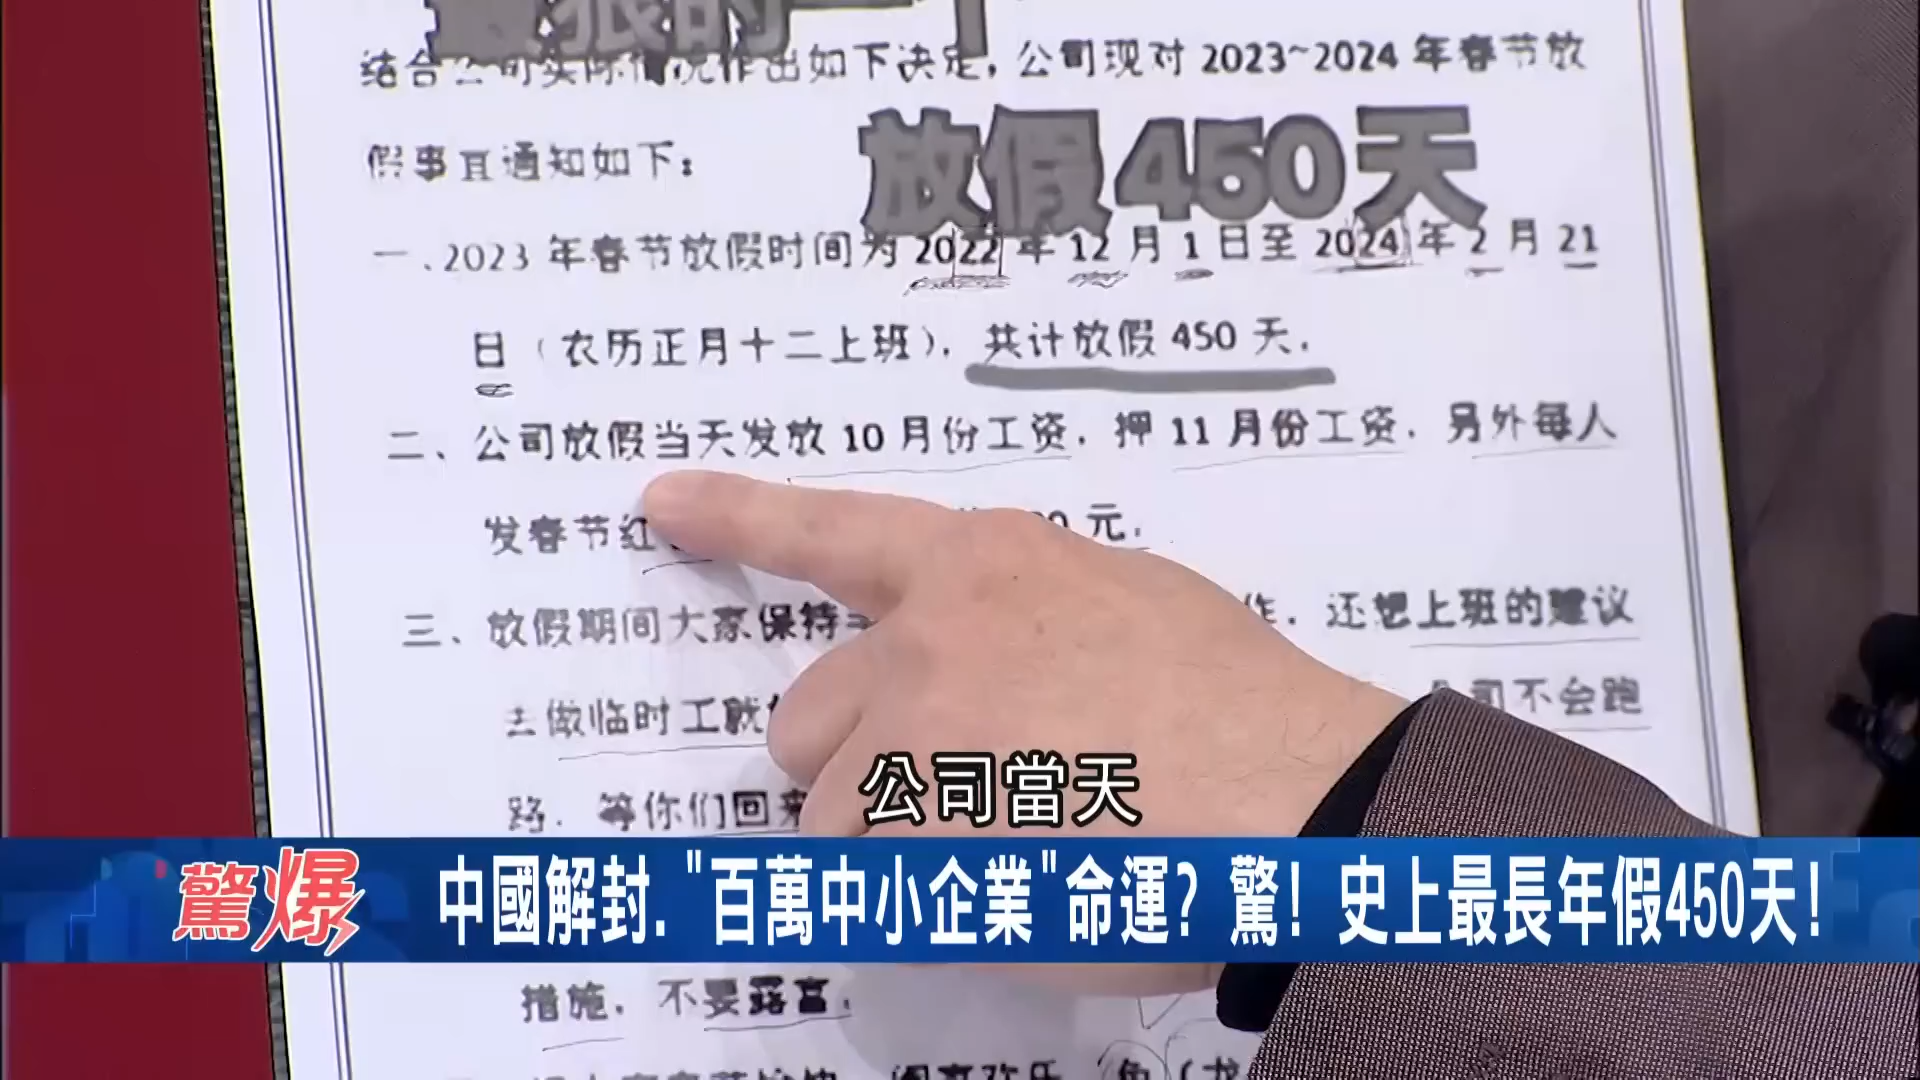 最狠的一个
结合公司实际情况作出如下决定，公司现对 2023~2024 年春节放
放假450天
假事宜通知如下：
一、2023 年春节放假时间为 2022 年 12 月 1 日至 2024 年 2 月 21
日（农历正月十二上班），共计放假 450 天。
二、公司放假当天发放 10 月份工资，押 11 月份工资，另外每人
发春节红 元。
三、放假期间大家保持 作，还想上班的建议
去做临时工就 公司不会跑
路，等你们回来
公司當天
驚爆
中國解封."百萬中小企業"命運? 驚! 史上最長年假450天!
措施，不要露富。